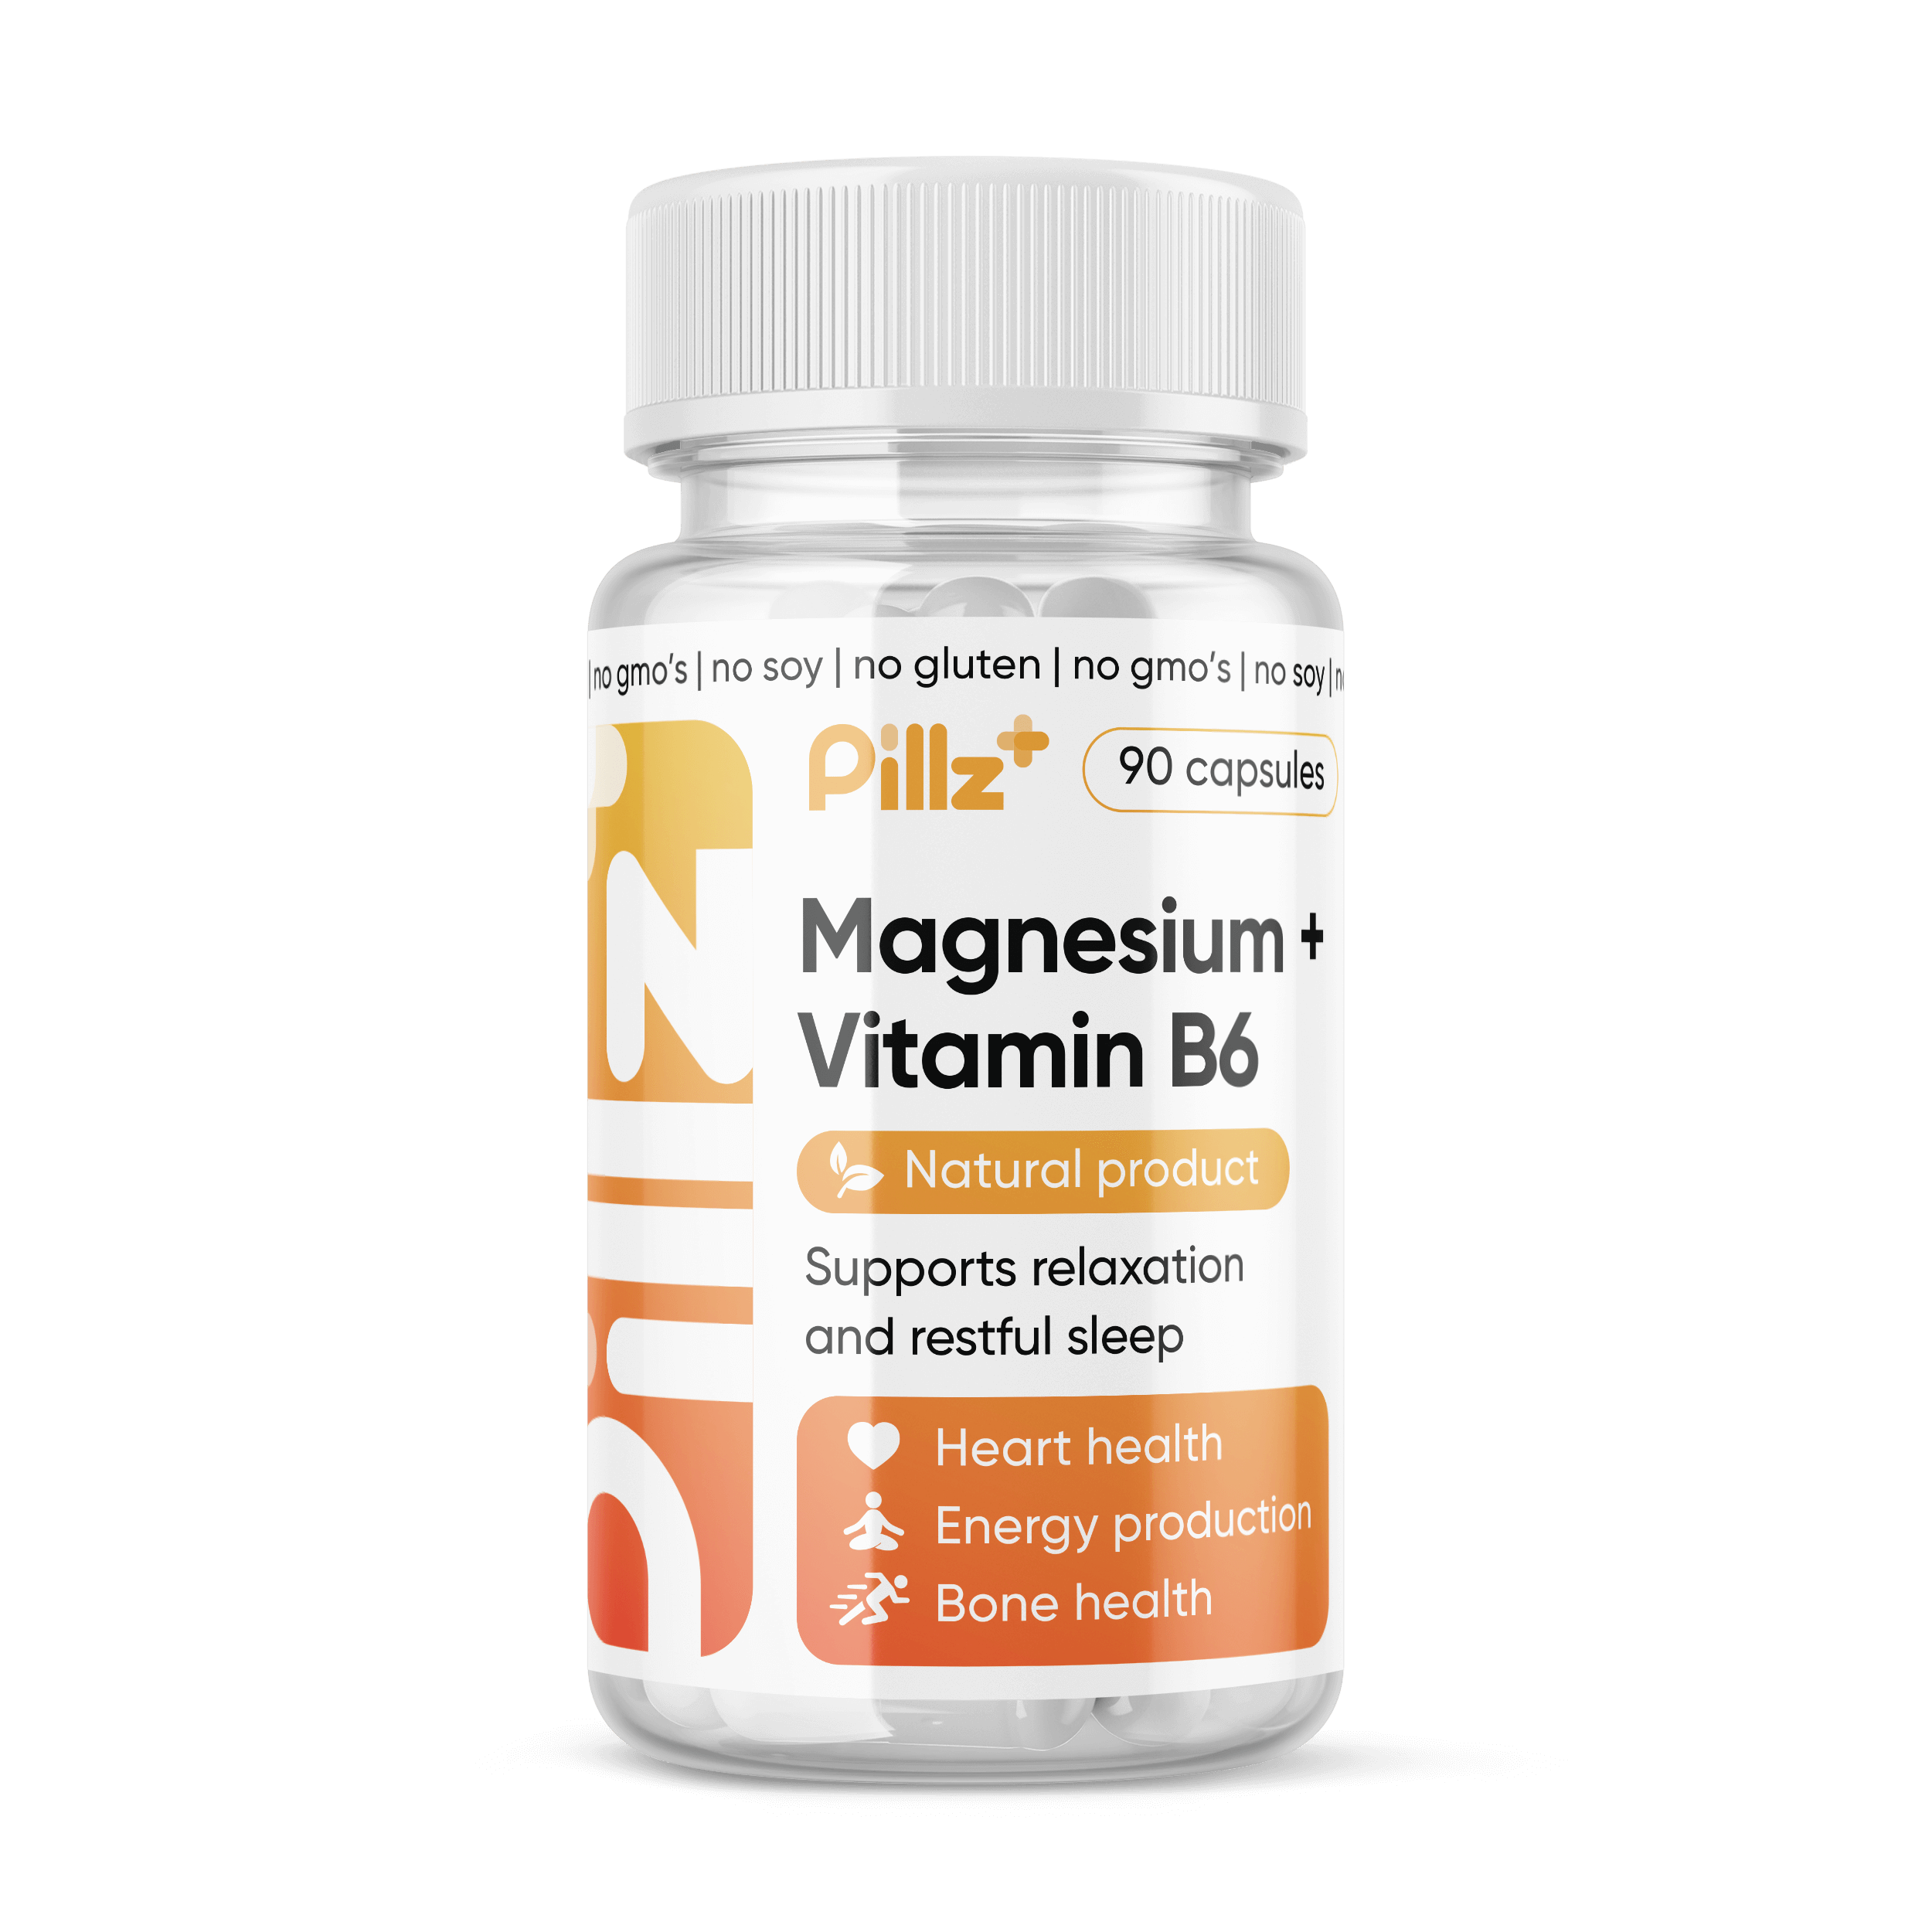 | no gmo's | no soy | no gluten | no gmo's | no soy |
Pillz+
90 capsules
Magnesium +
Vitamin B6
Natural product
Supports relaxation
and restful sleep
Heart health
Energy production
Bone health